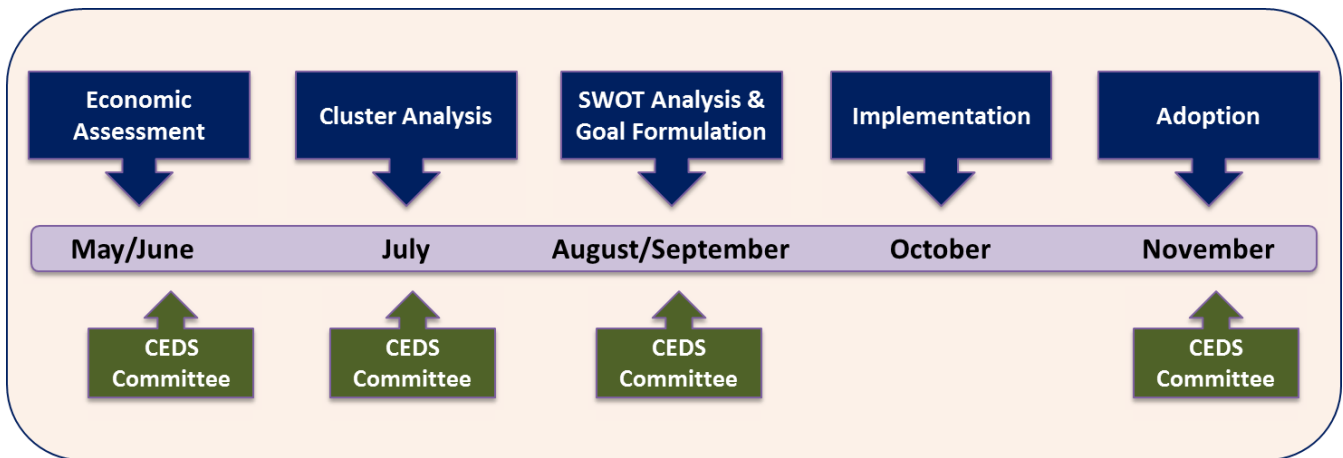 Economic
Assessment
Cluster Analysis
SWOT Analysis &
Goal Formulation
Implementation
Adoption
May/June
July
August/September
October
November
CEDS
Committee
CEDS
Committee
CEDS
Committee
CEDS
Committee